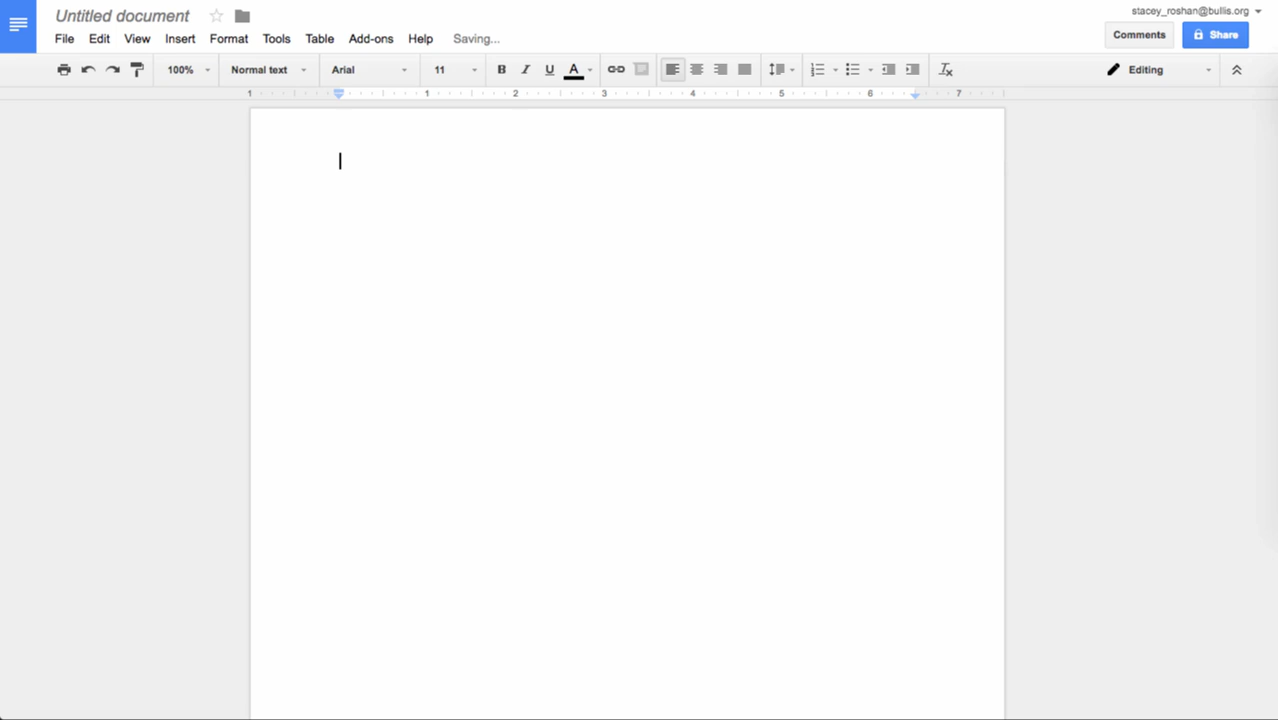 Untitled document
stacey_roshan@bullis.org
File Edit View Insert Format Tools Table Add-ons Help Saving...
Comments Share
100% Normal text Arial 11 B I U A Editing
1 1 2 3 4 5 6 7